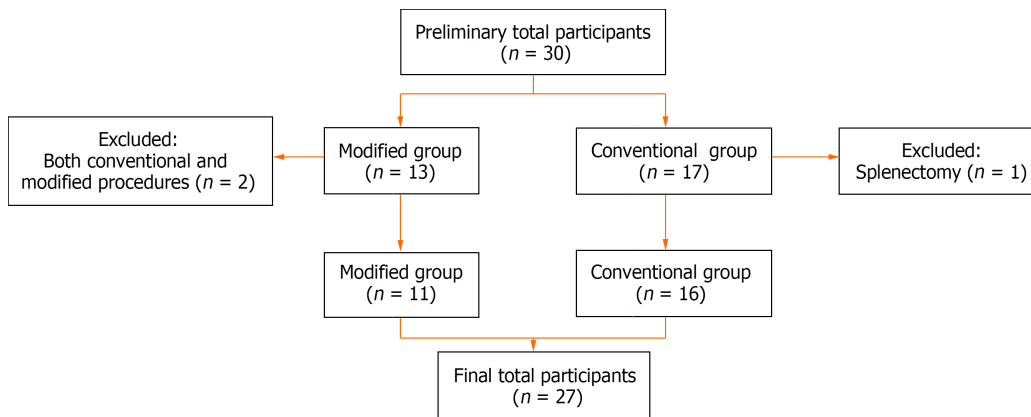 Preliminary total participants
(n = 30)
Excluded:
Both conventional and
modified procedures (n = 2)
Modified group
(n = 13)
Conventional group
(n = 17)
Excluded:
Splenectomy (n = 1)
Modified group
(n = 11)
Conventional group
(n = 16)
Final total participants
(n = 27)